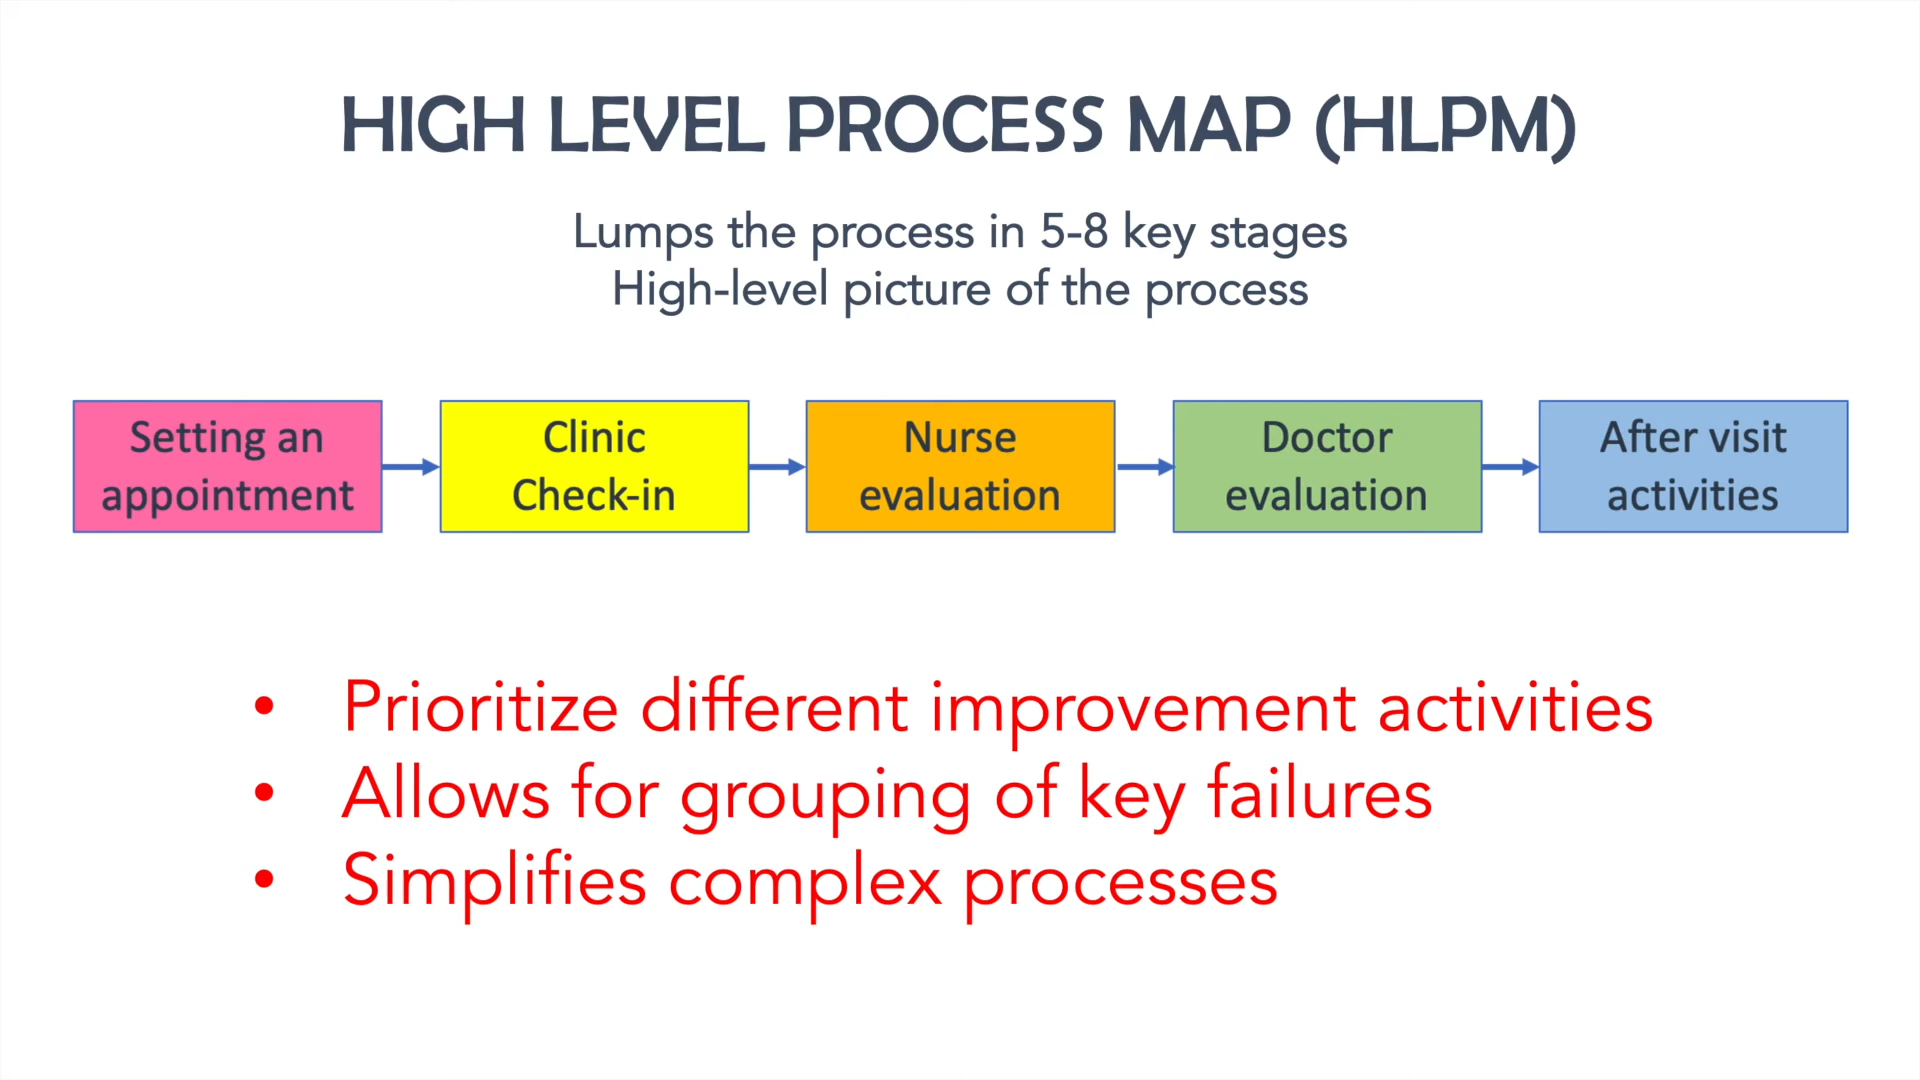 HIGH LEVEL PROCESS MAP (HLPM)
Lumps the process in 5-8 key stages
High-level picture of the process
Setting an
appointment
Clinic
Check-in
Nurse
evaluation
Doctor
evaluation
After visit
activities
• Prioritize different improvement activities
• Allows for grouping of key failures
• Simplifies complex processes